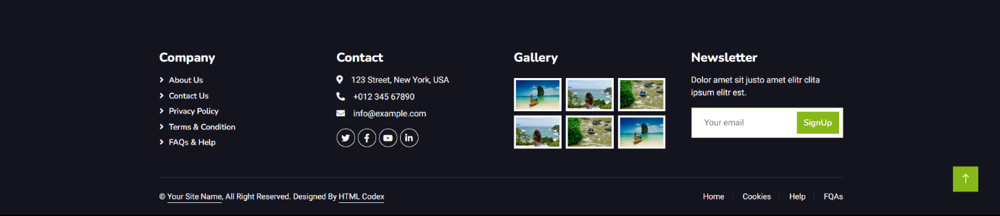 Company
About Us
Contact Us
Privacy Policy
Terms & Condition
FAQs & Help
Contact
123 Street, New York, USA
+012 345 67890
info@example.com
Gallery
Newsletter
Dolor amet sit justo amet elitr clita
ipsum elitr est.
Your email
SignUp
© Your Site Name, All Right Reserved. Designed By HTML Codex
Home
Cookies
Help
FQAs